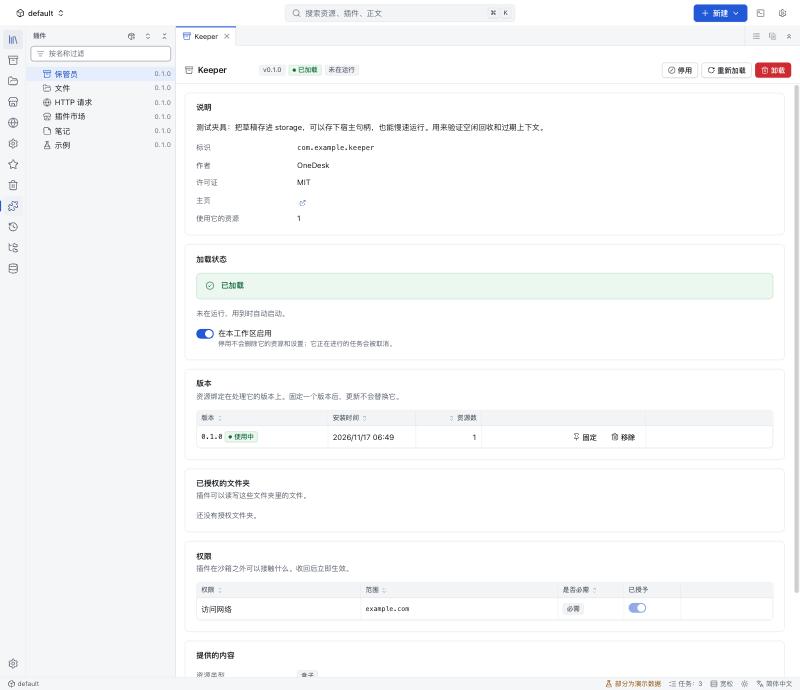 default
搜索资源、插件、正文
⌘ K
新建
插件
按名称过滤
保管员 0.1.0
文件 0.1.0
HTTP 请求 0.1.0
插件市场 0.1.0
笔记 0.1.0
示例 0.1.0
Keeper
Keeper v0.1.0 已加载 未在运行
停用 重新加载 卸载
说明
测试夹具：把草稿存进 storage，可以存下宿主句柄，也能慢速运行。用来验证空闲回收和过期上下文。
标识 com.example.keeper
作者 OneDesk
许可证 MIT
主页
使用它的资源 1
加载状态
已加载
未在运行，用到时自动启动。
在本工作区启用
停用不会删除它的资源和设置；它正在进行的任务会被取消。
版本
资源绑定在处理它的版本上。固定一个版本后，更新不会替换它。
版本 安装时间 资源数
0.1.0 使用中 2026/11/17 06:49 1 固定 移除
已授权的文件夹
插件可以读写这些文件夹里的文件。
还没有授权文件夹。
权限
插件在沙箱之外可以接触什么。收回后立即生效。
权限 范围 是否必需 已授予
访问网络 example.com 必需
提供的内容
资源类型 盒子
default
部分为演示数据 任务：3 宽松 简体中文